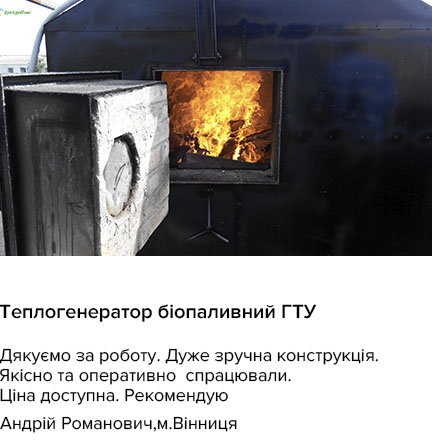 Теплогенератор біопаливний ГТУ
Дякуємо за роботу. Дуже зручна конструкція.
Якісно та оперативно спрацювали.
Ціна доступна. Рекомендую
Андрій Романович,м.Вінниця